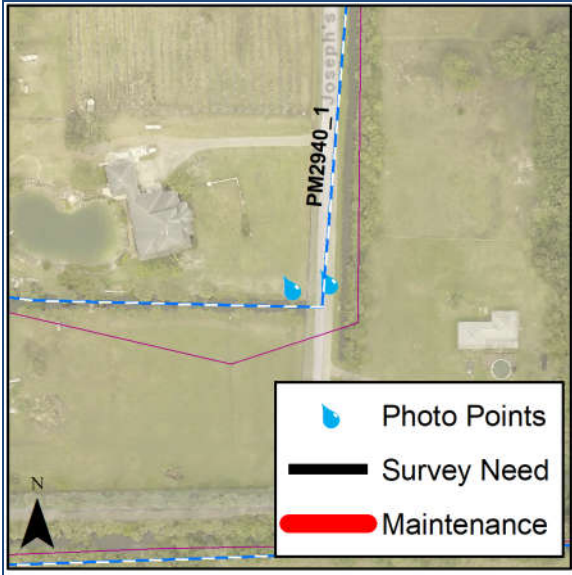 Joseph's
PM2940_1
Photo Points
Survey Need
Maintenance
N